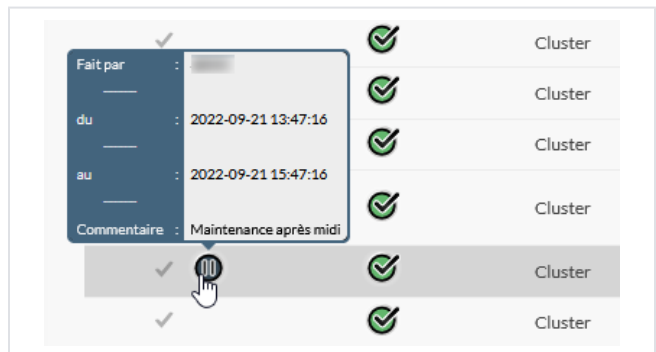 Cluster
Fait par :
Cluster
du : 2022-09-21 13:47:16
Cluster
au : 2022-09-21 15:47:16
Cluster
Commentaire : Maintenance après midi
Cluster
Cluster